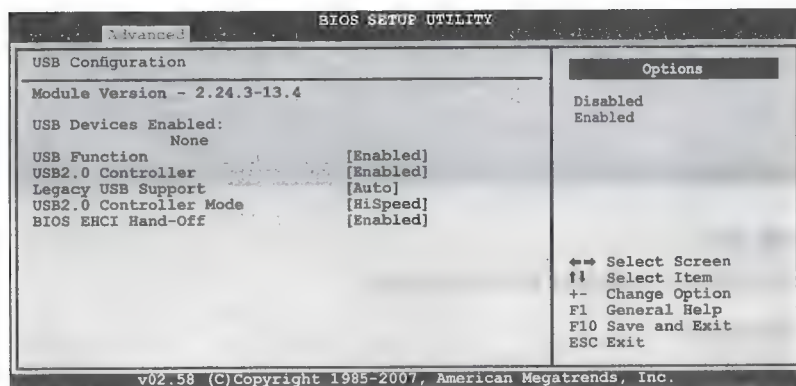 BIOS SETUP UTILITY
Advanced
USB Configuration
Module Version - 2.24.3-13.4
USB Devices Enabled:
None
USB Function [Enabled]
USB2.0 Controller [Enabled]
Legacy USB Support [Auto]
USB2.0 Controller Mode [HiSpeed]
BIOS EHCI Hand-Off [Enabled]
Options
Disabled
Enabled
←→ Select Screen
↑↓ Select Item
+- Change Option
F1 General Help
F10 Save and Exit
ESC Exit
v02.58 (C)Copyright 1985-2007, American Megatrends, Inc.